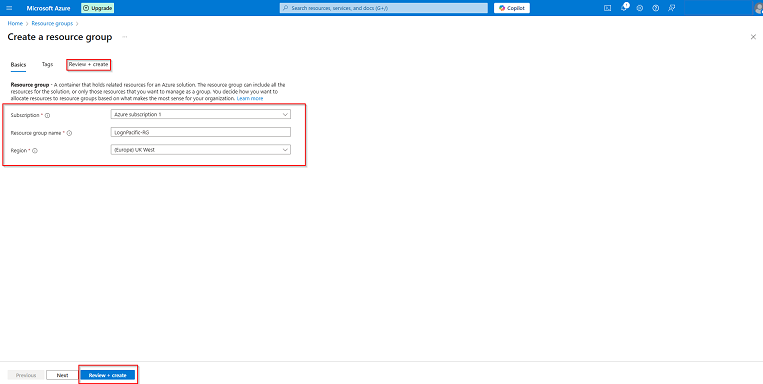 Microsoft Azure
Upgrade
Search resources, services, and docs (G+/)
Copilot
1
Home > Resource groups >
Create a resource group ...
Basics Tags Review + create
Resource group - A container that holds related resources for an Azure solution. The resource group can include all the
resources for the solution, or only those resources that you want to manage as a group. You decide how you want to
allocate resources to resource groups based on what makes the most sense for your organization. Learn more
Subscription * Azure subscription 1
Resource group name * LognPacific-RG
Region * (Europe) UK West
Previous Next Review + create